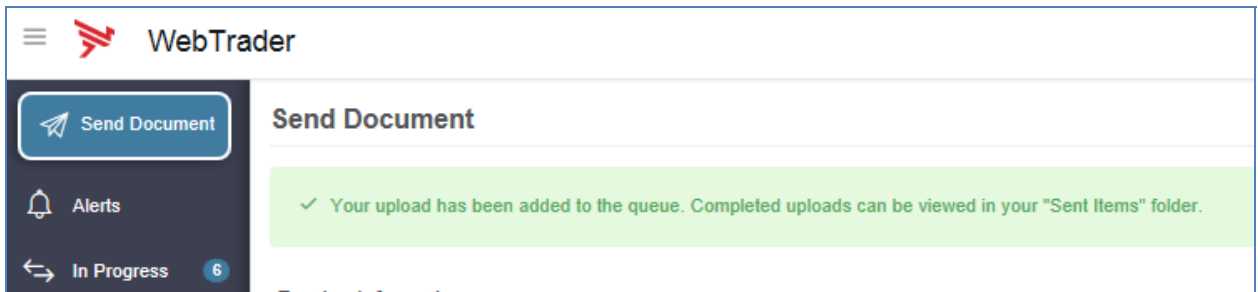 WebTrader
Send Document
Send Document
Your upload has been added to the queue. Completed uploads can be viewed in your "Sent Items" folder.
Alerts
In Progress 6